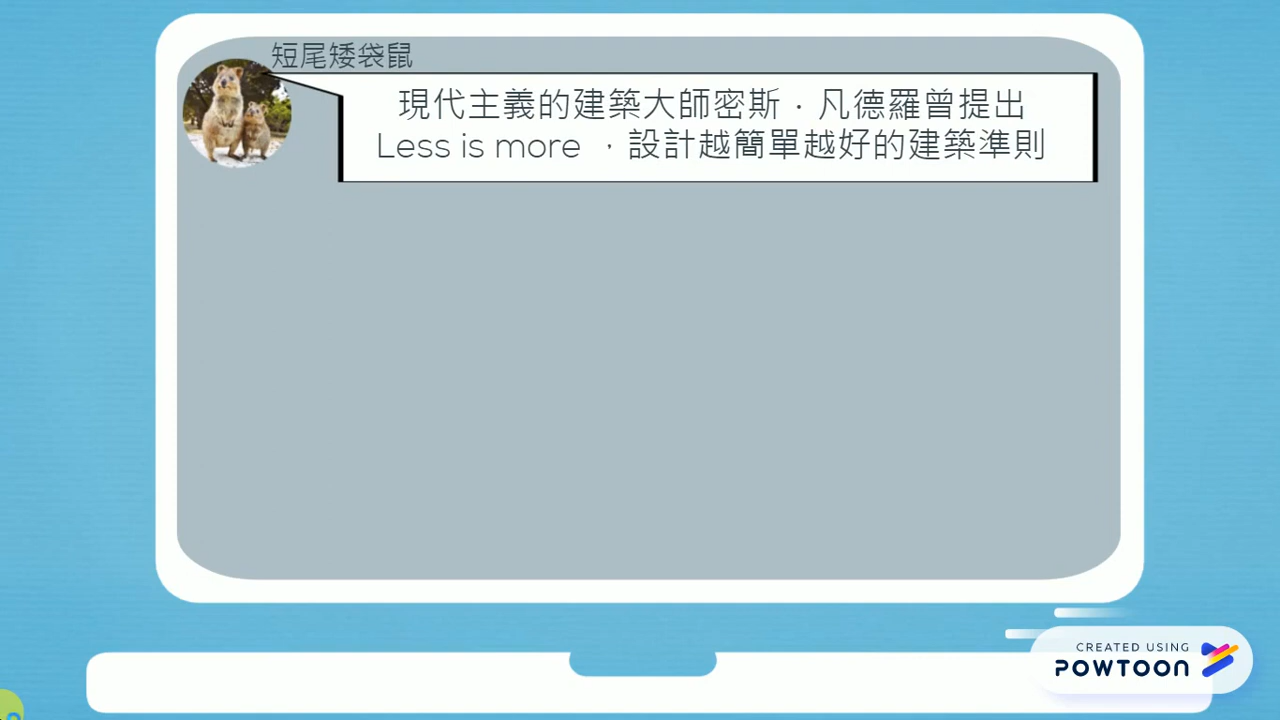 短尾矮袋鼠
現代主義的建築大師密斯．凡德羅曾提出
Less is more ，設計越簡單越好的建築準則
CREATED USING
POWTOON